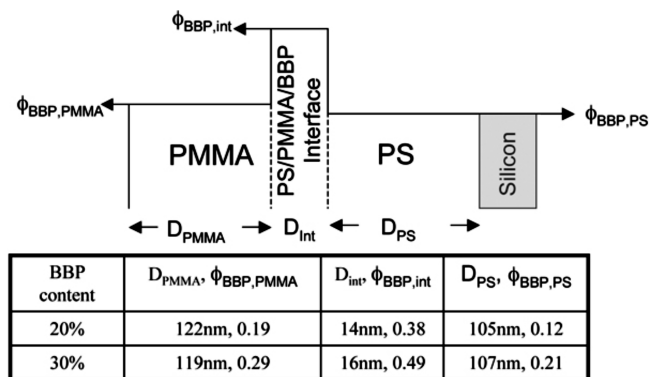 ϕBBP,int
ϕBBP,PMMA
ϕBBP,PS
PMMA
PS/PMMA/BBP
Interface
PS
Silicon
DPMMA
DInt
DPS
BBP content DPMMA, ϕBBP,PMMA Dint, ϕBBP,int DPS, ϕBBP,PS
20% 122nm, 0.19 14nm, 0.38 105nm, 0.12
30% 119nm, 0.29 16nm, 0.49 107nm, 0.21